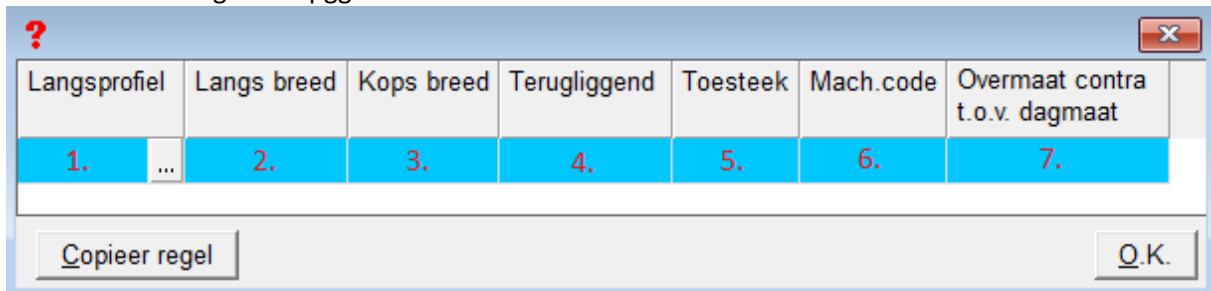 ?
Langsprofiel Langs breed Kops breed Terugliggend Toesteek Mach.code Overmaat contra
t.o.v. dagmaat
1. ... 2. 3. 4. 5. 6. 7.
Copieer regel O.K.